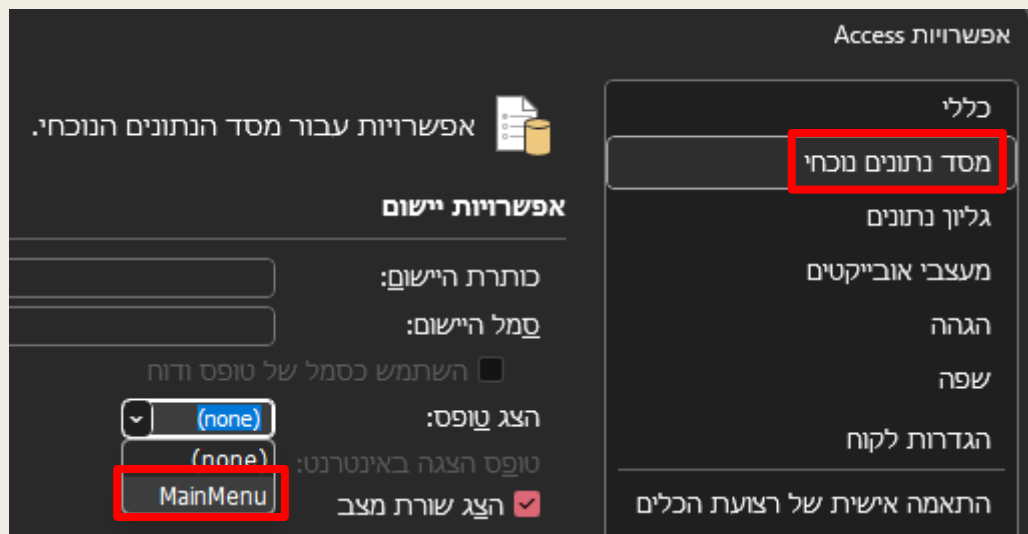 אפשרויות Access
כללי
מסד נתונים נוכחי
גליון נתונים
מעצבי אובייקטים
הגהה
שפה
הגדרות לקוח
התאמה אישית של רצועת הכלים
אפשרויות עבור מסד הנתונים הנוכחי.
אפשרויות יישום
כותרת היישום:
סמל היישום:
השתמש כסמל של טופס ודוח
הצג טופס: (none)
(none)
MainMenu
טופס הצגה באינטרנט:
הצג שורת מצב